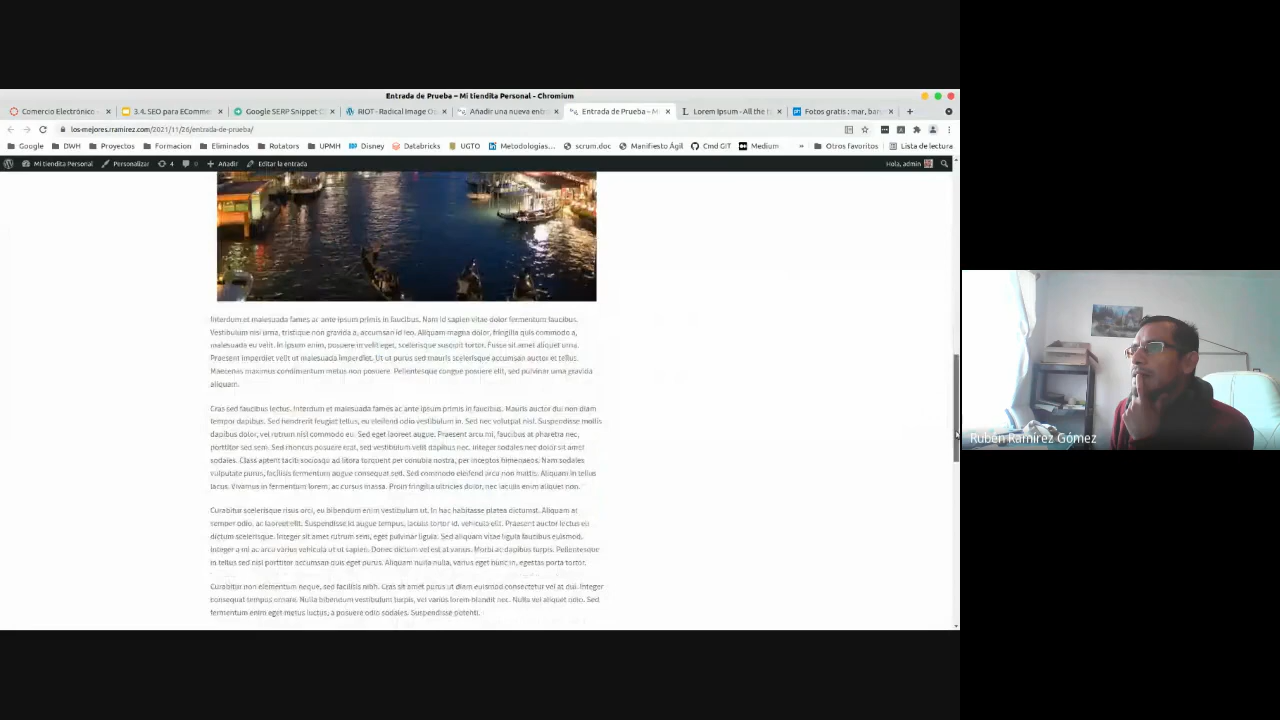 Entrada de Prueba – Mi tiendita Personal - Chromium
Comercio Electrónico
3.4. SEO para EComme
Google SERP Snippet
RIOT - Radical Image O
Añadir una nueva en
Entrada de Prueba – M
Lorem Ipsum - All the
Fotos gratis : mar, bar
los-mejores.rramirez.com/2021/11/26/entrada-de-prueba/
Google DWH Proyectos Formacion Eliminados Rotators UPMH Disney Databricks UGTO Metodologías... scrum.doc Manifiesto Ágil Cmd GIT Medium » Otros favoritos Lista de lectura
Mi tiendita Personal Personalizar 4 0 Añadir Editar la entrada Hola, admin
Interdum et malesuada fames ac ante ipsum primis in faucibus. Nam id sapien vitae dolor fermentum faucibus.
Vestibulum nisi urna, tristique non gravida a, accumsan id leo. Aliquam magna dolor, fringilla quis commodo a,
malesuada eu velit. In ipsum enim, posuere in velit eget, scelerisque suscipit tortor. Fusce sit amet aliquet urna.
Praesent imperdiet velit ut malesuada imperdiet. Ut ut purus sed mauris scelerisque accumsan auctor et tellus.
Maecenas maximus condimentum metus non posuere. Pellentesque congue posuere elit, sed pulvinar urna gravida
aliquam.
Cras sed faucibus lectus. Interdum et malesuada fames ac ante ipsum primis in faucibus. Mauris auctor dui non diam
tempor dapibus. Sed hendrerit feugiat tellus, eu eleifend odio vestibulum in. Sed nec volutpat nisl. Suspendisse mollis
dapibus dolor, vel rutrum nisl commodo eu. Sed eget laoreet augue. Praesent arcu mi, faucibus at pharetra nec,
porttitor sed sem. Sed rhoncus posuere erat, sed vestibulum velit dapibus nec. Integer sodales nec dolor sit amet
sodales. Class aptent taciti sociosqu ad litora torquent per conubia nostra, per inceptos himenaeos. Nam sodales
vulputate purus, facilisis fermentum augue consequat sed. Sed commodo eleifend arcu non mattis. Aliquam in tellus
lacus. Vivamus in fermentum lorem, ac cursus massa. Proin fringilla ultricies dolor, nec iaculis enim aliquet non.
Curabitur scelerisque risus orci, eu bibendum enim vestibulum ut. In hac habitasse platea dictumst. Aliquam at
semper odio, ac laoreet elit. Suspendisse id augue tempus, iaculis tortor id, vehicula elit. Praesent auctor lectus eu
dictum scelerisque. Integer sit amet rutrum sem, eget pulvinar ligula. Sed aliquam vitae ligula faucibus euismod.
Integer a mi ac arcu varius vehicula ut ut sapien. Donec dictum vel est at varius. Morbi ac dapibus turpis. Pellentesque
in tellus sed nisl porttitor accumsan quis eget purus. Aliquam nulla nulla, varius eget nunc in, egestas porta tortor.
Curabitur non elementum neque, sed facilisis nibh. Cras sit amet purus ut diam euismod consectetur vel at dui. Integer
consequat tempus ornare. Nulla bibendum vestibulum turpis, vel varius lorem blandit nec. Nulla vel aliquet odio. Sed
fermentum enim eget metus luctus, a posuere odio sodales. Suspendisse potenti.
Rubén Ramírez Gómez